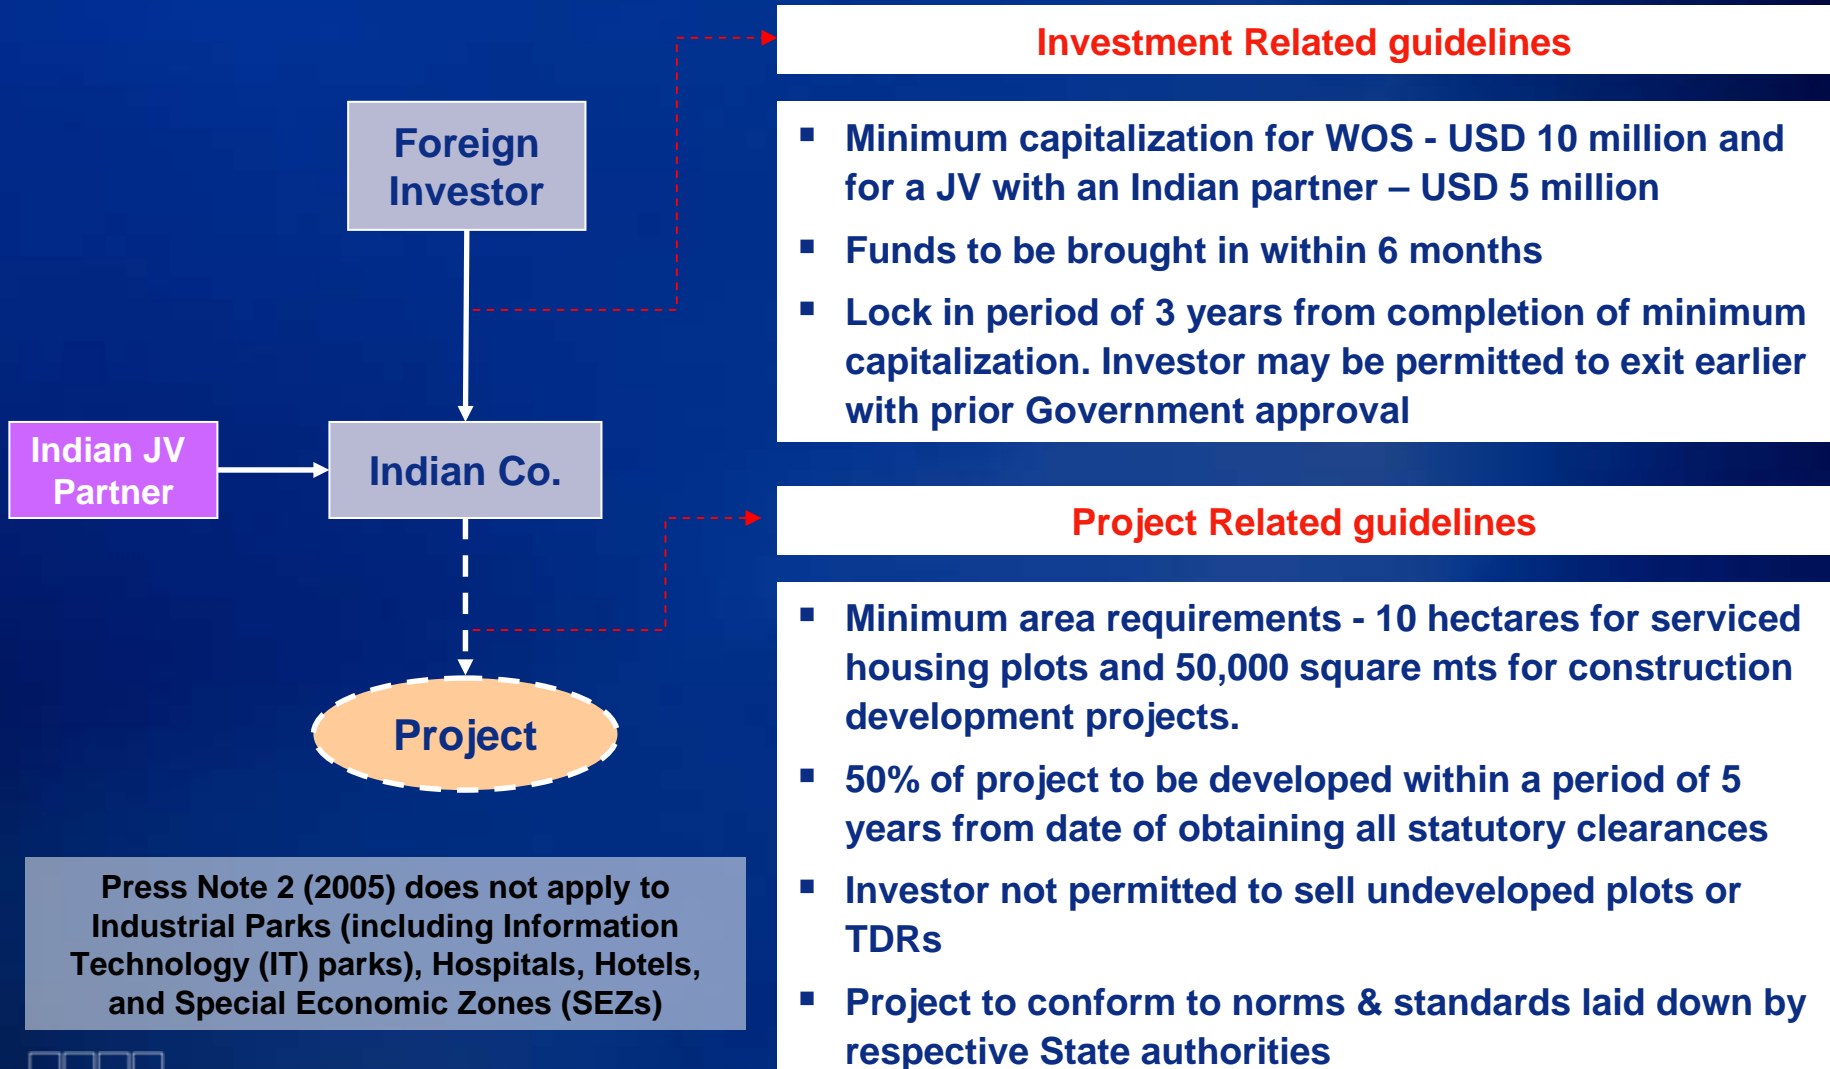 Foreign
Investor
Indian JV
Partner
Indian Co.
Project
Press Note 2 (2005) does not apply to
Industrial Parks (including Information
Technology (IT) parks), Hospitals, Hotels,
and Special Economic Zones (SEZs)
Investment Related guidelines
▪ Minimum capitalization for WOS - USD 10 million and
for a JV with an Indian partner – USD 5 million
▪ Funds to be brought in within 6 months
▪ Lock in period of 3 years from completion of minimum
capitalization. Investor may be permitted to exit earlier
with prior Government approval
Project Related guidelines
▪ Minimum area requirements - 10 hectares for serviced
housing plots and 50,000 square mts for construction
development projects.
▪ 50% of project to be developed within a period of 5
years from date of obtaining all statutory clearances
▪ Investor not permitted to sell undeveloped plots or
TDRs
▪ Project to conform to norms & standards laid down by
respective State authorities